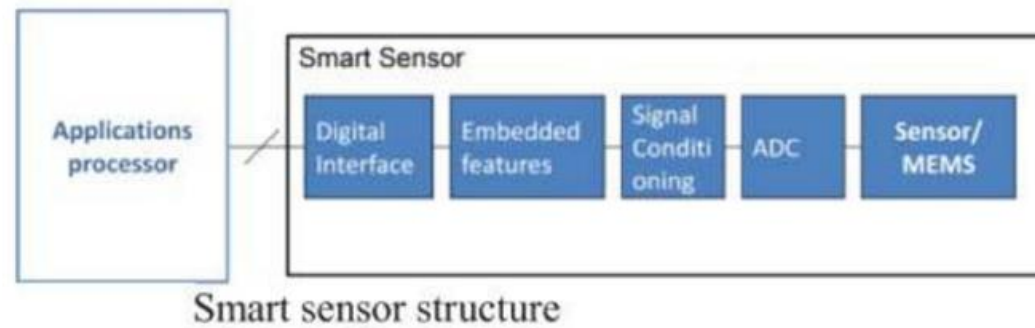 Smart Sensor
Applications
processor
Digital
Interface
Embedded
features
Signal
Conditi
oning
ADC
Sensor/
MEMS
Smart sensor structure